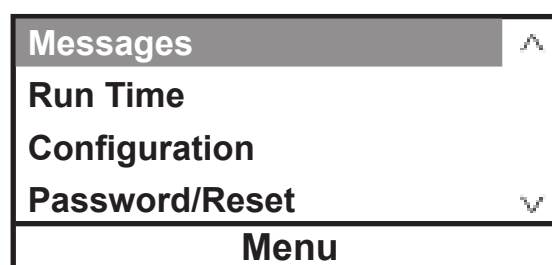 Messages
Run Time
Configuration
Password/Reset
Menu